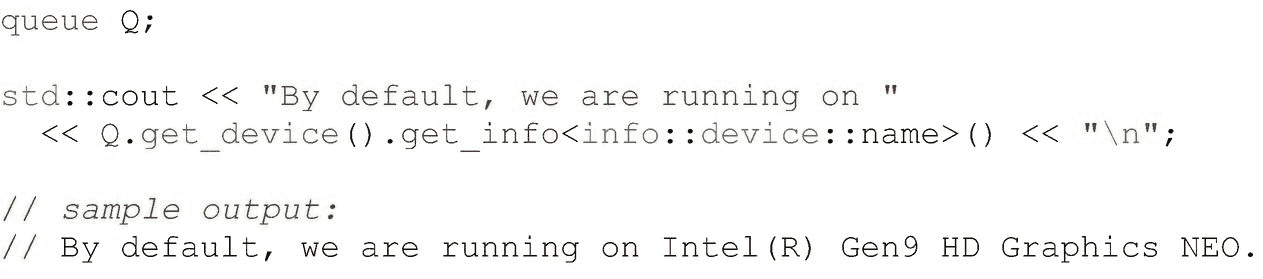 queue Q;
std::cout << "By default, we are running on "
<< Q.get_device().get_info<info::device::name>() << "\n";
// sample output:
// By default, we are running on Intel(R) Gen9 HD Graphics NEO.